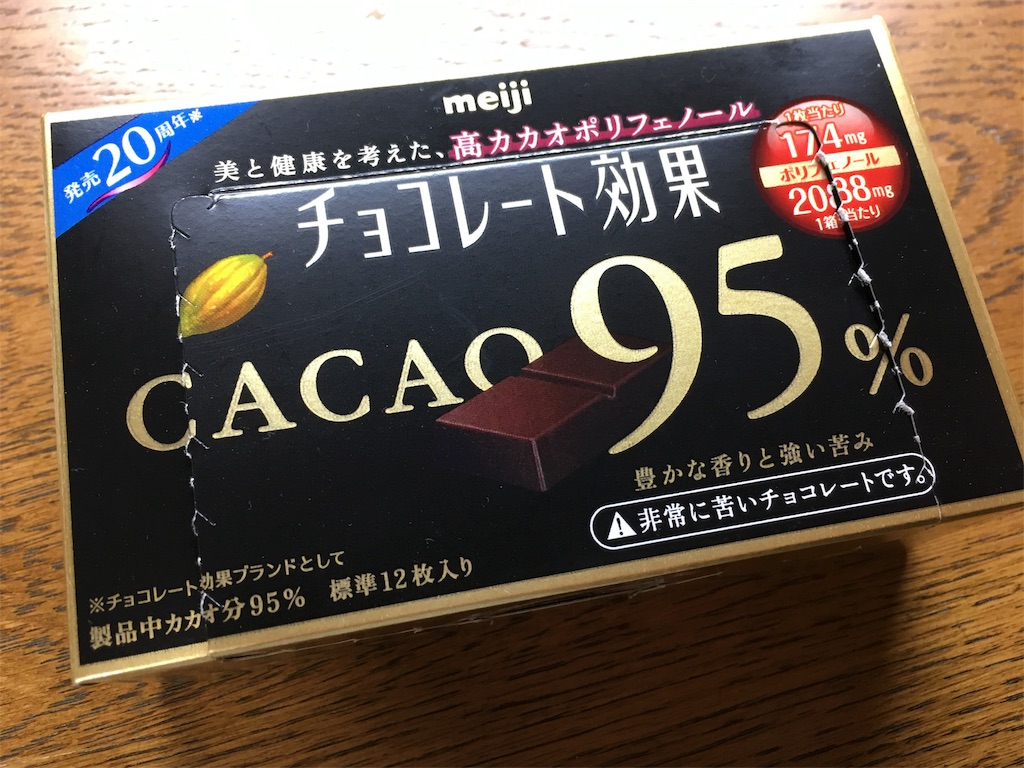 meiji
発売20周年※
美と健康を考えた、高カカオポリフェノール
チョコレート効果
1枚当たり
174mg
ポリフェノール
2088mg
1箱当たり
CACAO 95%
豊かな香りと強い苦み
非常に苦いチョコレートです。
※チョコレート効果ブランドとして
製品中カカオ分95% 標準12枚入り